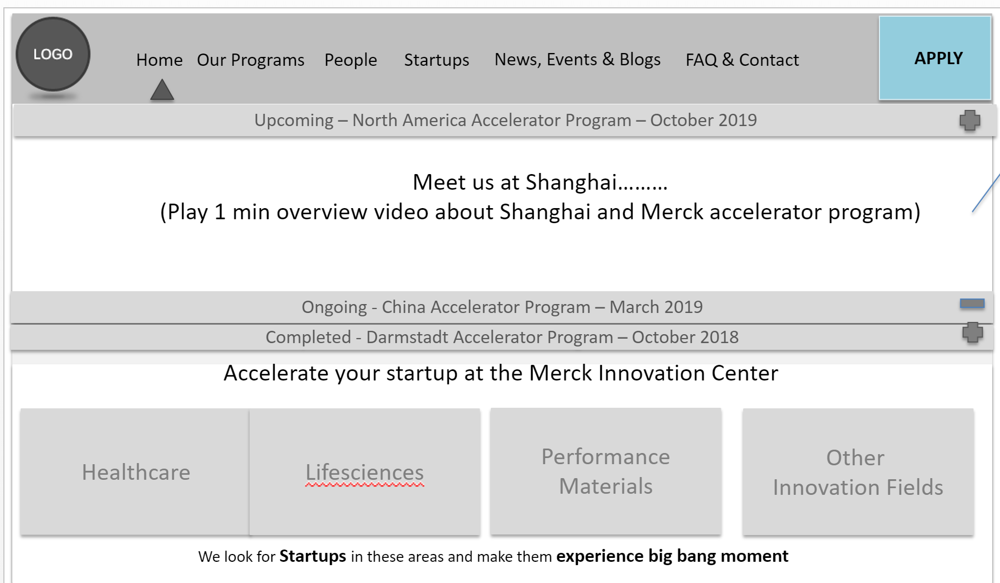 LOGO
Home Our Programs People Startups News, Events & Blogs FAQ & Contact
APPLY
Upcoming – North America Accelerator Program – October 2019
Meet us at Shanghai.........
(Play 1 min overview video about Shanghai and Merck accelerator program)
Ongoing - China Accelerator Program – March 2019
Completed - Darmstadt Accelerator Program – October 2018
Accelerate your startup at the Merck Innovation Center
Healthcare
Lifesciences
Performance
Materials
Other
Innovation Fields
We look for Startups in these areas and make them experience big bang moment